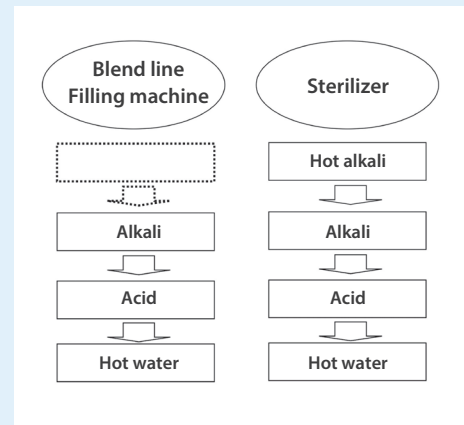 Blend line
Filling machine
Sterilizer
Hot alkali
Alkali
Alkali
Acid
Acid
Hot water
Hot water